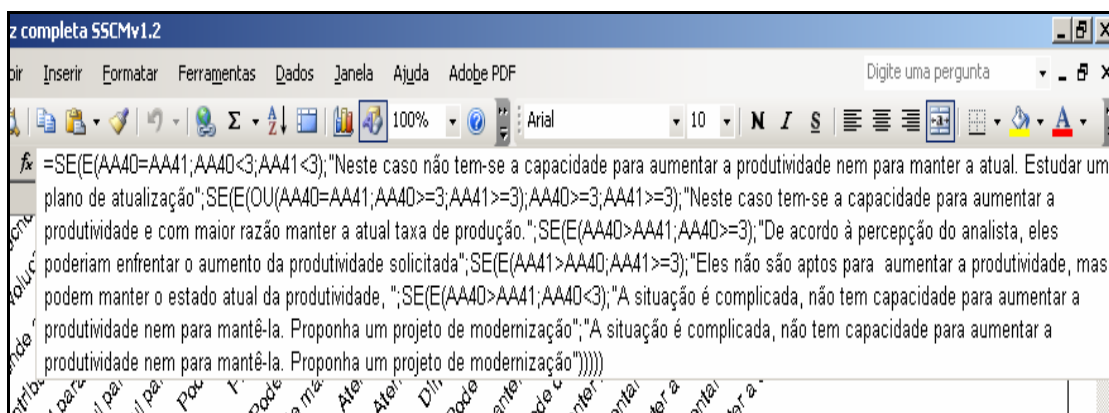 z completa SSCMv1.2
Inserir Formatar Ferramentas Dados Janela Ajuda Adobe PDF Digite uma pergunta
100% Arial 10 N I S
fx =SE(E(AA40=AA41;AA40<3;AA41<3);"Neste caso não tem-se a capacidade para aumentar a produtividade nem para manter a atual. Estudar um
plano de atualização";SE(E(OU(AA40=AA41;AA40>=3;AA41>=3);AA40>=3;AA41>=3);"Neste caso tem-se a capacidade para aumentar a
produtividade e com maior razão manter a atual taxa de produção.";SE(E(AA40>AA41;AA40>=3);"De acordo à percepção do analista, eles
poderiam enfrentar o aumento da produtividade solicitada";SE(E(AA41>AA40;AA41>=3);"Eles não são aptos para aumentar a produtividade, mas
podem manter o estado atual da produtividade, ";SE(E(AA40>AA41;AA40<3);"A situação é complicada, não tem capacidade para aumentar a
produtividade nem para mantê-la. Proponha um projeto de modernização";"A situação é complicada, não tem capacidade para aumentar a
produtividade nem para mantê-la. Proponha um projeto de modernização")))))